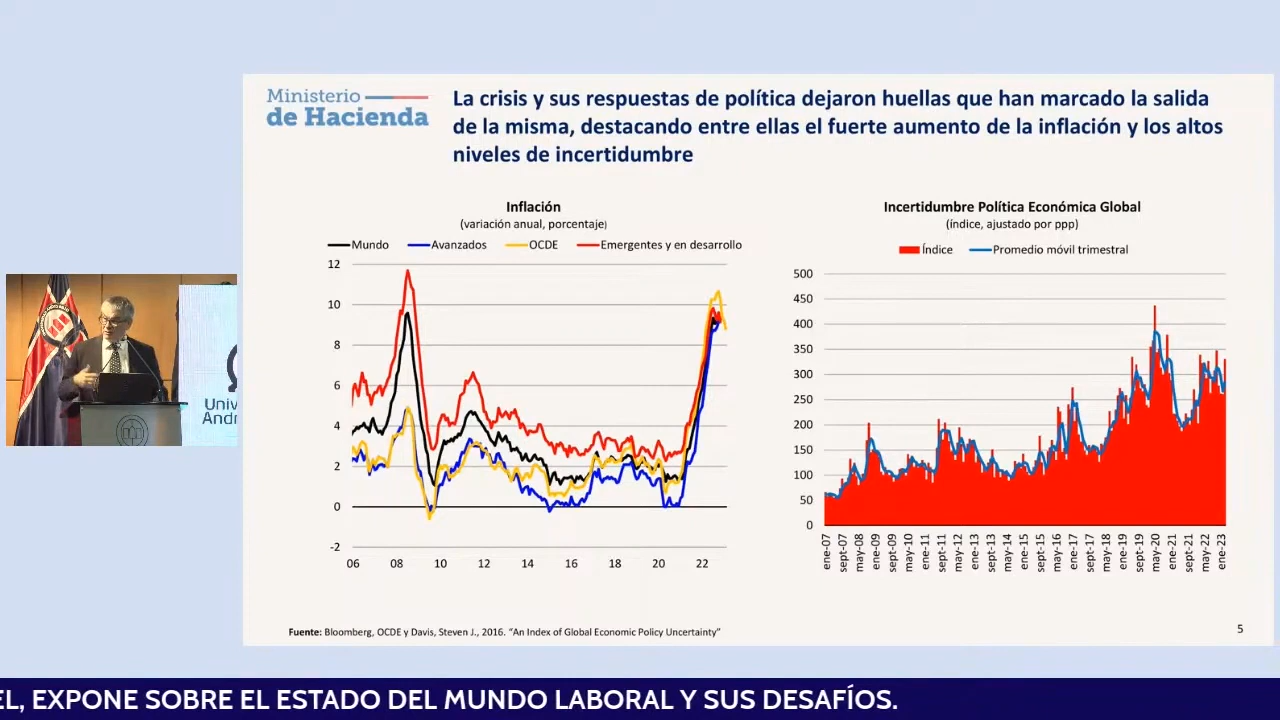 Ministerio
de Hacienda
La crisis y sus respuestas de política dejaron huellas que han marcado la salida
de la misma, destacando entre ellas el fuerte aumento de la inflación y los altos
niveles de incertidumbre
Inflación
(variación anual, porcentaje)
Mundo Avanzados OCDE Emergentes y en desarrollo
12
10
8
6
4
2
0
-2
06 08 10 12 14 16 18 20 22
Incertidumbre Política Económica Global
(índice, ajustado por ppp)
Índice Promedio móvil trimestral
500
450
400
350
300
250
200
150
100
50
0
ene-07 sept-07 may-08 ene-09 sept-09 may-10 ene-11 sept-11 may-12 ene-13 sept-13 may-14 ene-15 sept-15 may-16 ene-17 sept-17 may-18 ene-19 sept-19 may-20 ene-21 sept-21 may-22 ene-23
Fuente: Bloomberg, OCDE y Davis, Steven J., 2016. “An Index of Global Economic Policy Uncertainty”
5
Univ
Andr
EL, EXPONE SOBRE EL ESTADO DEL MUNDO LABORAL Y SUS DESAFÍOS.